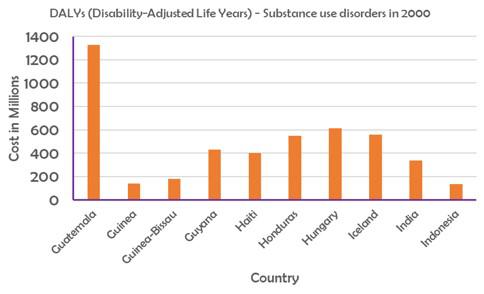 DALYs (Disability-Adjusted Life Years) - Substance use disorders in 2000
Cost in Millions
1400
1200
1000
800
600
400
200
0
Guatemala
Guinea
Guinea-Bissau
Guyana
Haiti
Honduras
Hungary
Iceland
India
Indonesia
Country